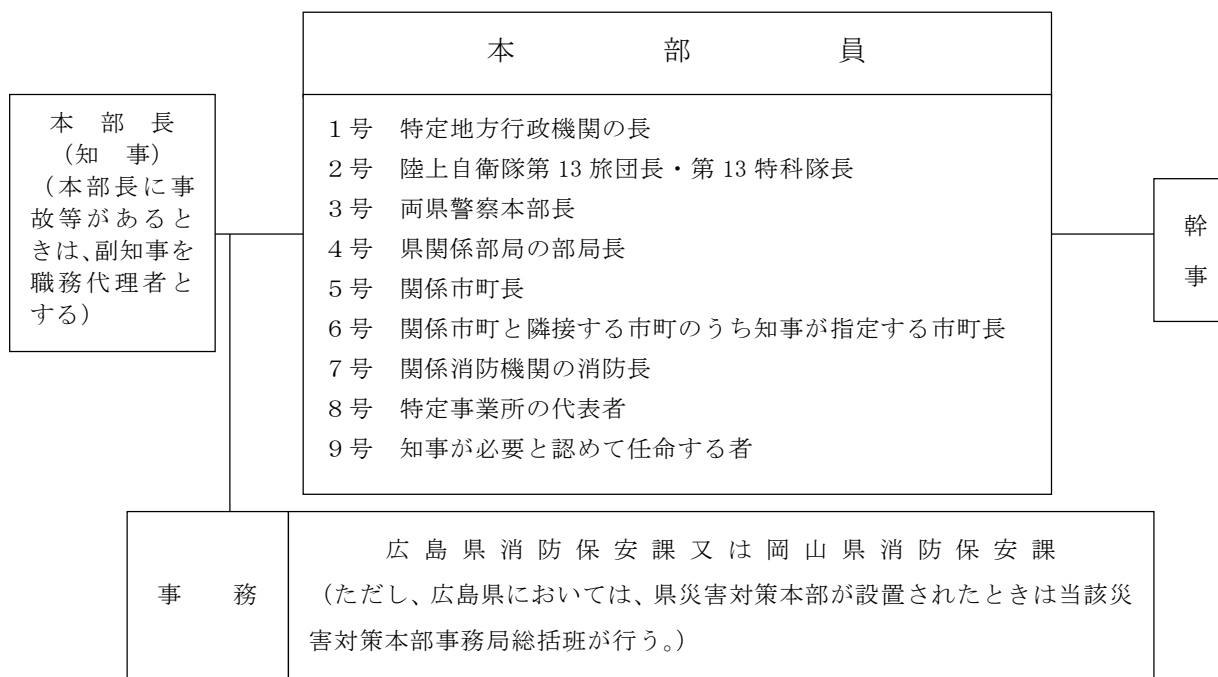 本部員
本部長
（知事）
（本部長に事
故等があると
きは、副知事を
職務代理者と
する）
1号 特定地方行政機関の長
2号 陸上自衛隊第13旅団長・第13特科隊長
3号 両県警察本部長
4号 県関係部局の部局長
5号 関係市町長
6号 関係市町と隣接する市町のうち知事が指定する市町長
7号 関係消防機関の消防長
8号 特定事業所の代表者
9号 知事が必要と認めて任命する者
幹
事
事務
広島県消防保安課又は岡山県消防保安課
（ただし、広島県においては、県災害対策本部が設置されたときは当該災
害対策本部事務局総括班が行う。）